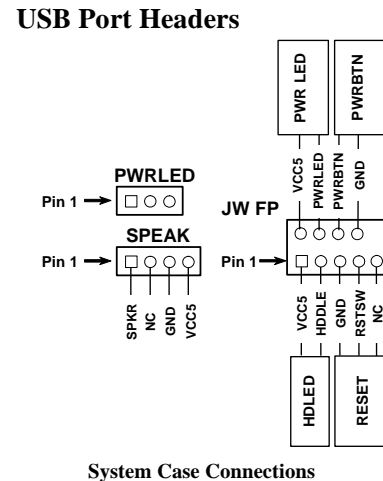 USB Port Headers
PWR LED
PWRBTN
VCC5
PWRLED
PWRBTN
GND
PWRLED
Pin 1
JW FP
SPEAK
Pin 1
Pin 1
SPKR
NC
GND
VCC5
VCC5
HDDLE
GND
RSTSW
NC
HDLED
RESET
System Case Connections